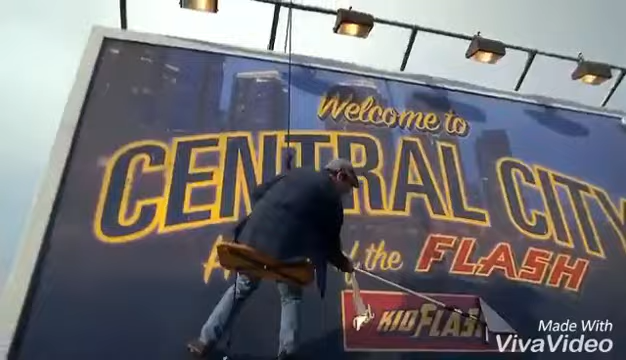 Welcome to
CENTRAL CITY
the FLASH
KID FLASH
Made With
VivaVideo